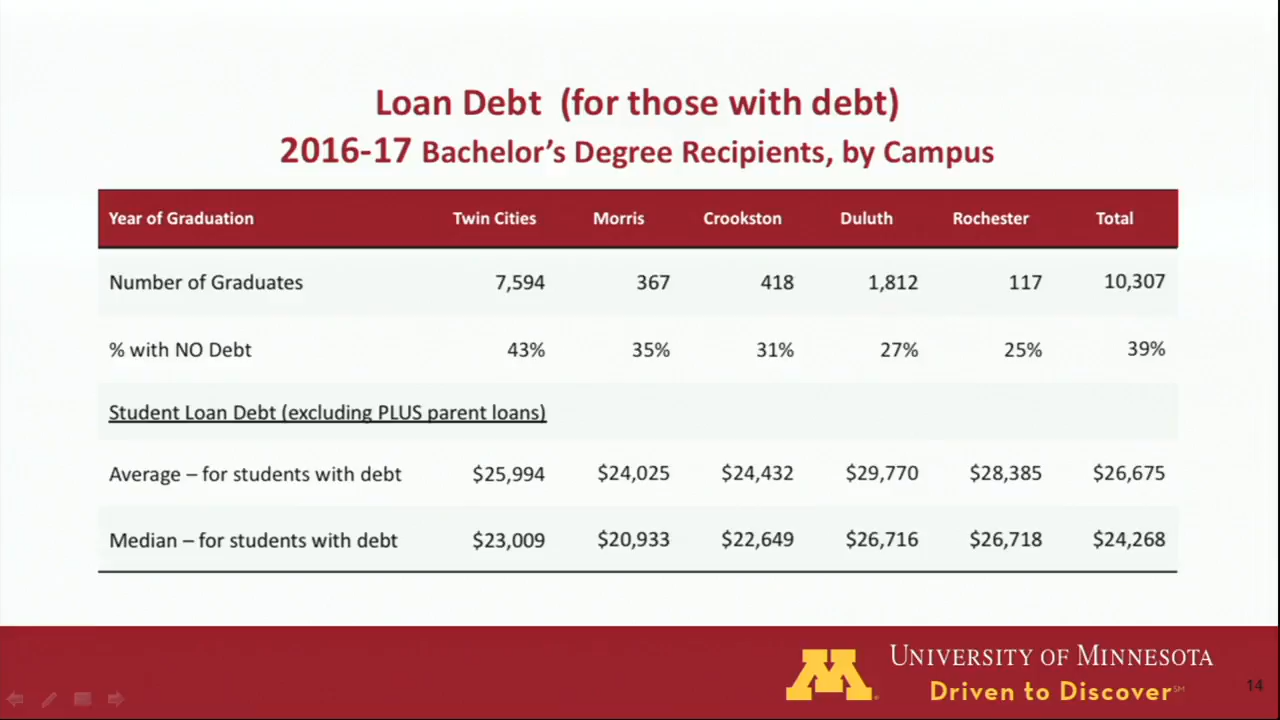 Loan Debt (for those with debt)
2016-17 Bachelor's Degree Recipients, by Campus
Year of Graduation Twin Cities Morris Crookston Duluth Rochester Total
Number of Graduates 7,594 367 418 1,812 117 10,307
% with NO Debt 43% 35% 31% 27% 25% 39%
Student Loan Debt (excluding PLUS parent loans)
Average – for students with debt $25,994 $24,025 $24,432 $29,770 $28,385 $26,675
Median – for students with debt $23,009 $20,933 $22,649 $26,716 $26,718 $24,268
M
UNIVERSITY OF MINNESOTA
Driven to Discover℠
14